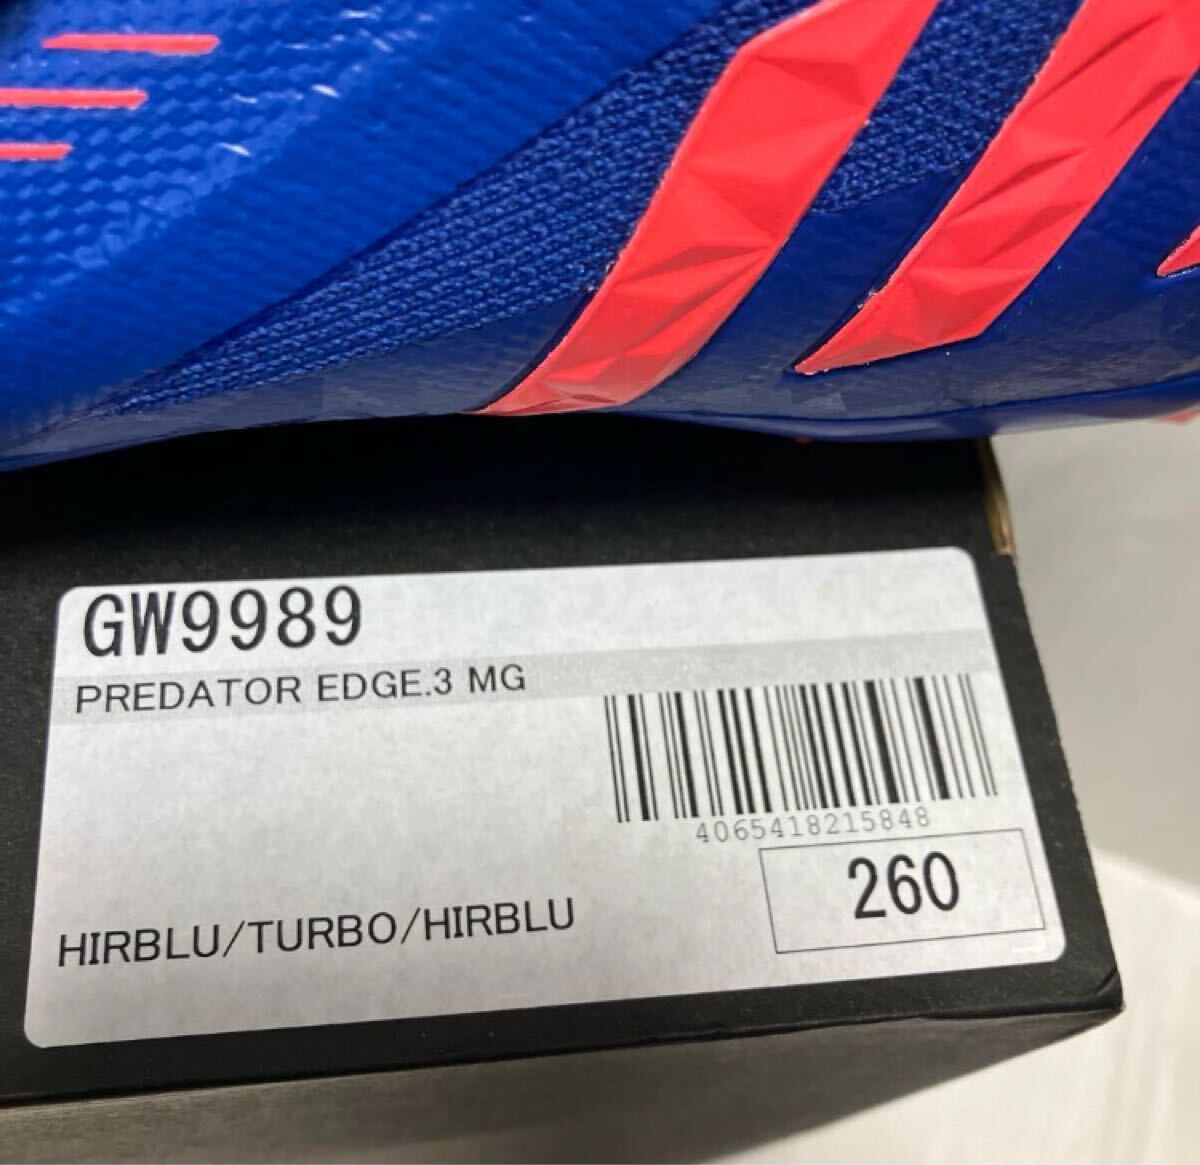 GW9989
PREDATOR EDGE.3 MG
4065418215848
260
HIRBLU/TURBO/HIRBLU